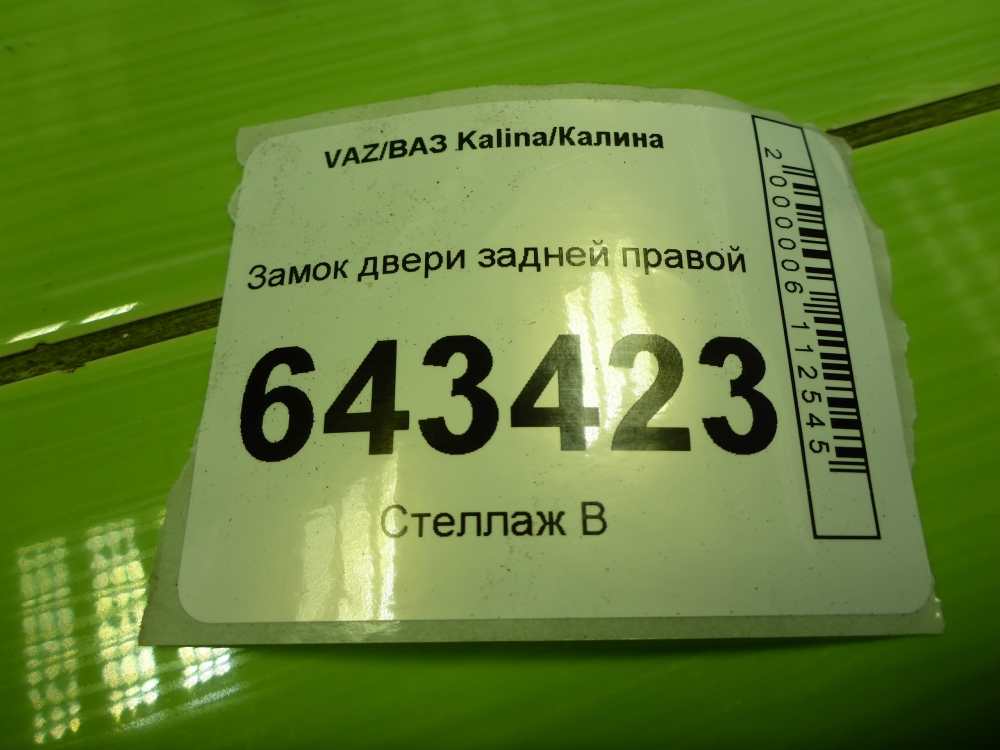 VAZ/ВАЗ Kalina/Калина
Замок двери задней правой
643423
Стеллаж В
2000006112545